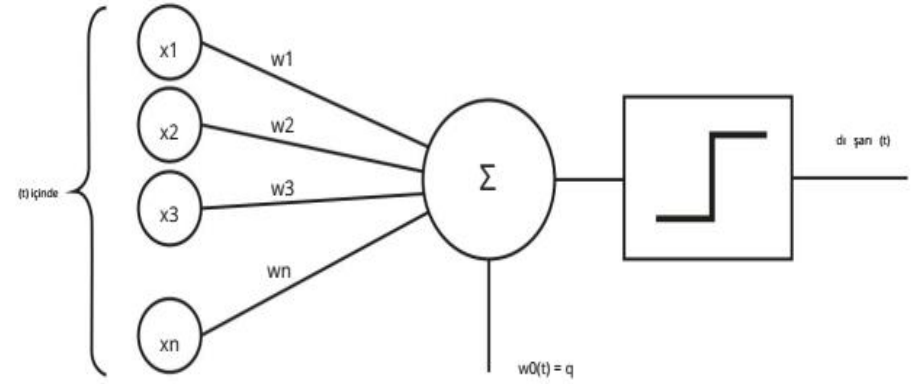 x1
w1
x2
w2
(t) içinde
x3
w3
Σ
dı şarı (t)
wn
xn
w0(t) = q